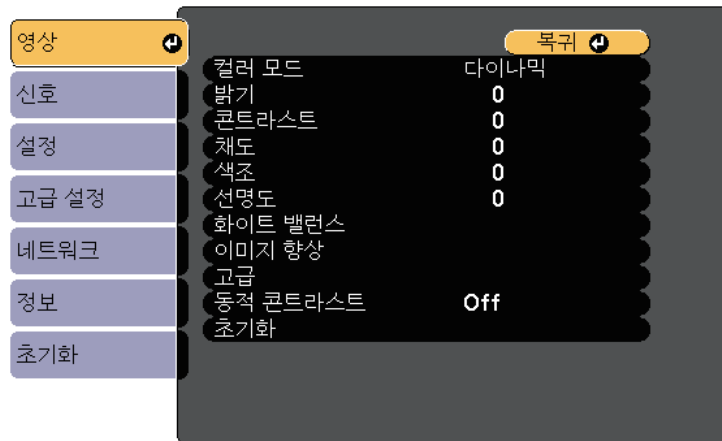 영상
신호
설정
고급 설정
네트워크
정보
초기화
복귀
컬러 모드 다이나믹
밝기 0
콘트라스트 0
채도 0
색조 0
선명도 0
화이트 밸런스
이미지 향상
고급
동적 콘트라스트 Off
초기화